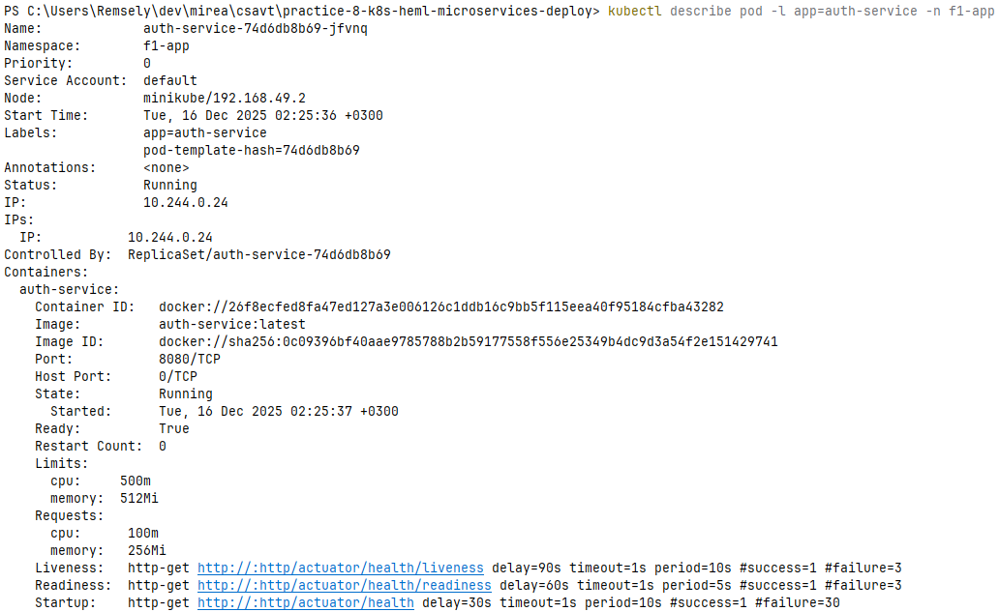 PS C:\Users\Remsely\dev\mirea\csavt\practice-8-k8s-heml-microservices-deploy> kubectl describe pod -l app=auth-service -n f1-app
Name:             auth-service-74d6db8b69-jfvnq
Namespace:        f1-app
Priority:         0
Service Account:  default
Node:             minikube/192.168.49.2
Start Time:       Tue, 16 Dec 2025 02:25:36 +0300
Labels:           app=auth-service
                  pod-template-hash=74d6db8b69
Annotations:      <none>
Status:           Running
IP:               10.244.0.24
IPs:
  IP:           10.244.0.24
Controlled By:  ReplicaSet/auth-service-74d6db8b69
Containers:
  auth-service:
    Container ID:   docker://26f8ecfed8fa47ed127a3e006126c1ddb16c9bb5f115eea40f95184cfba43282
    Image:          auth-service:latest
    Image ID:       docker://sha256:0c09396bf40aae9785788b2b59177558f556e25349b4dc9d3a54f2e151429741
    Port:           8080/TCP
    Host Port:      0/TCP
    State:          Running
      Started:      Tue, 16 Dec 2025 02:25:37 +0300
    Ready:          True
    Restart Count:  0
    Limits:
      cpu:     500m
      memory:  512Mi
    Requests:
      cpu:      100m
      memory:   256Mi
    Liveness:   http-get http://:http/actuator/health/liveness delay=90s timeout=1s period=10s #success=1 #failure=3
    Readiness:  http-get http://:http/actuator/health/readiness delay=60s timeout=1s period=5s #success=1 #failure=3
    Startup:    http-get http://:http/actuator/health delay=30s timeout=1s period=10s #success=1 #failure=30